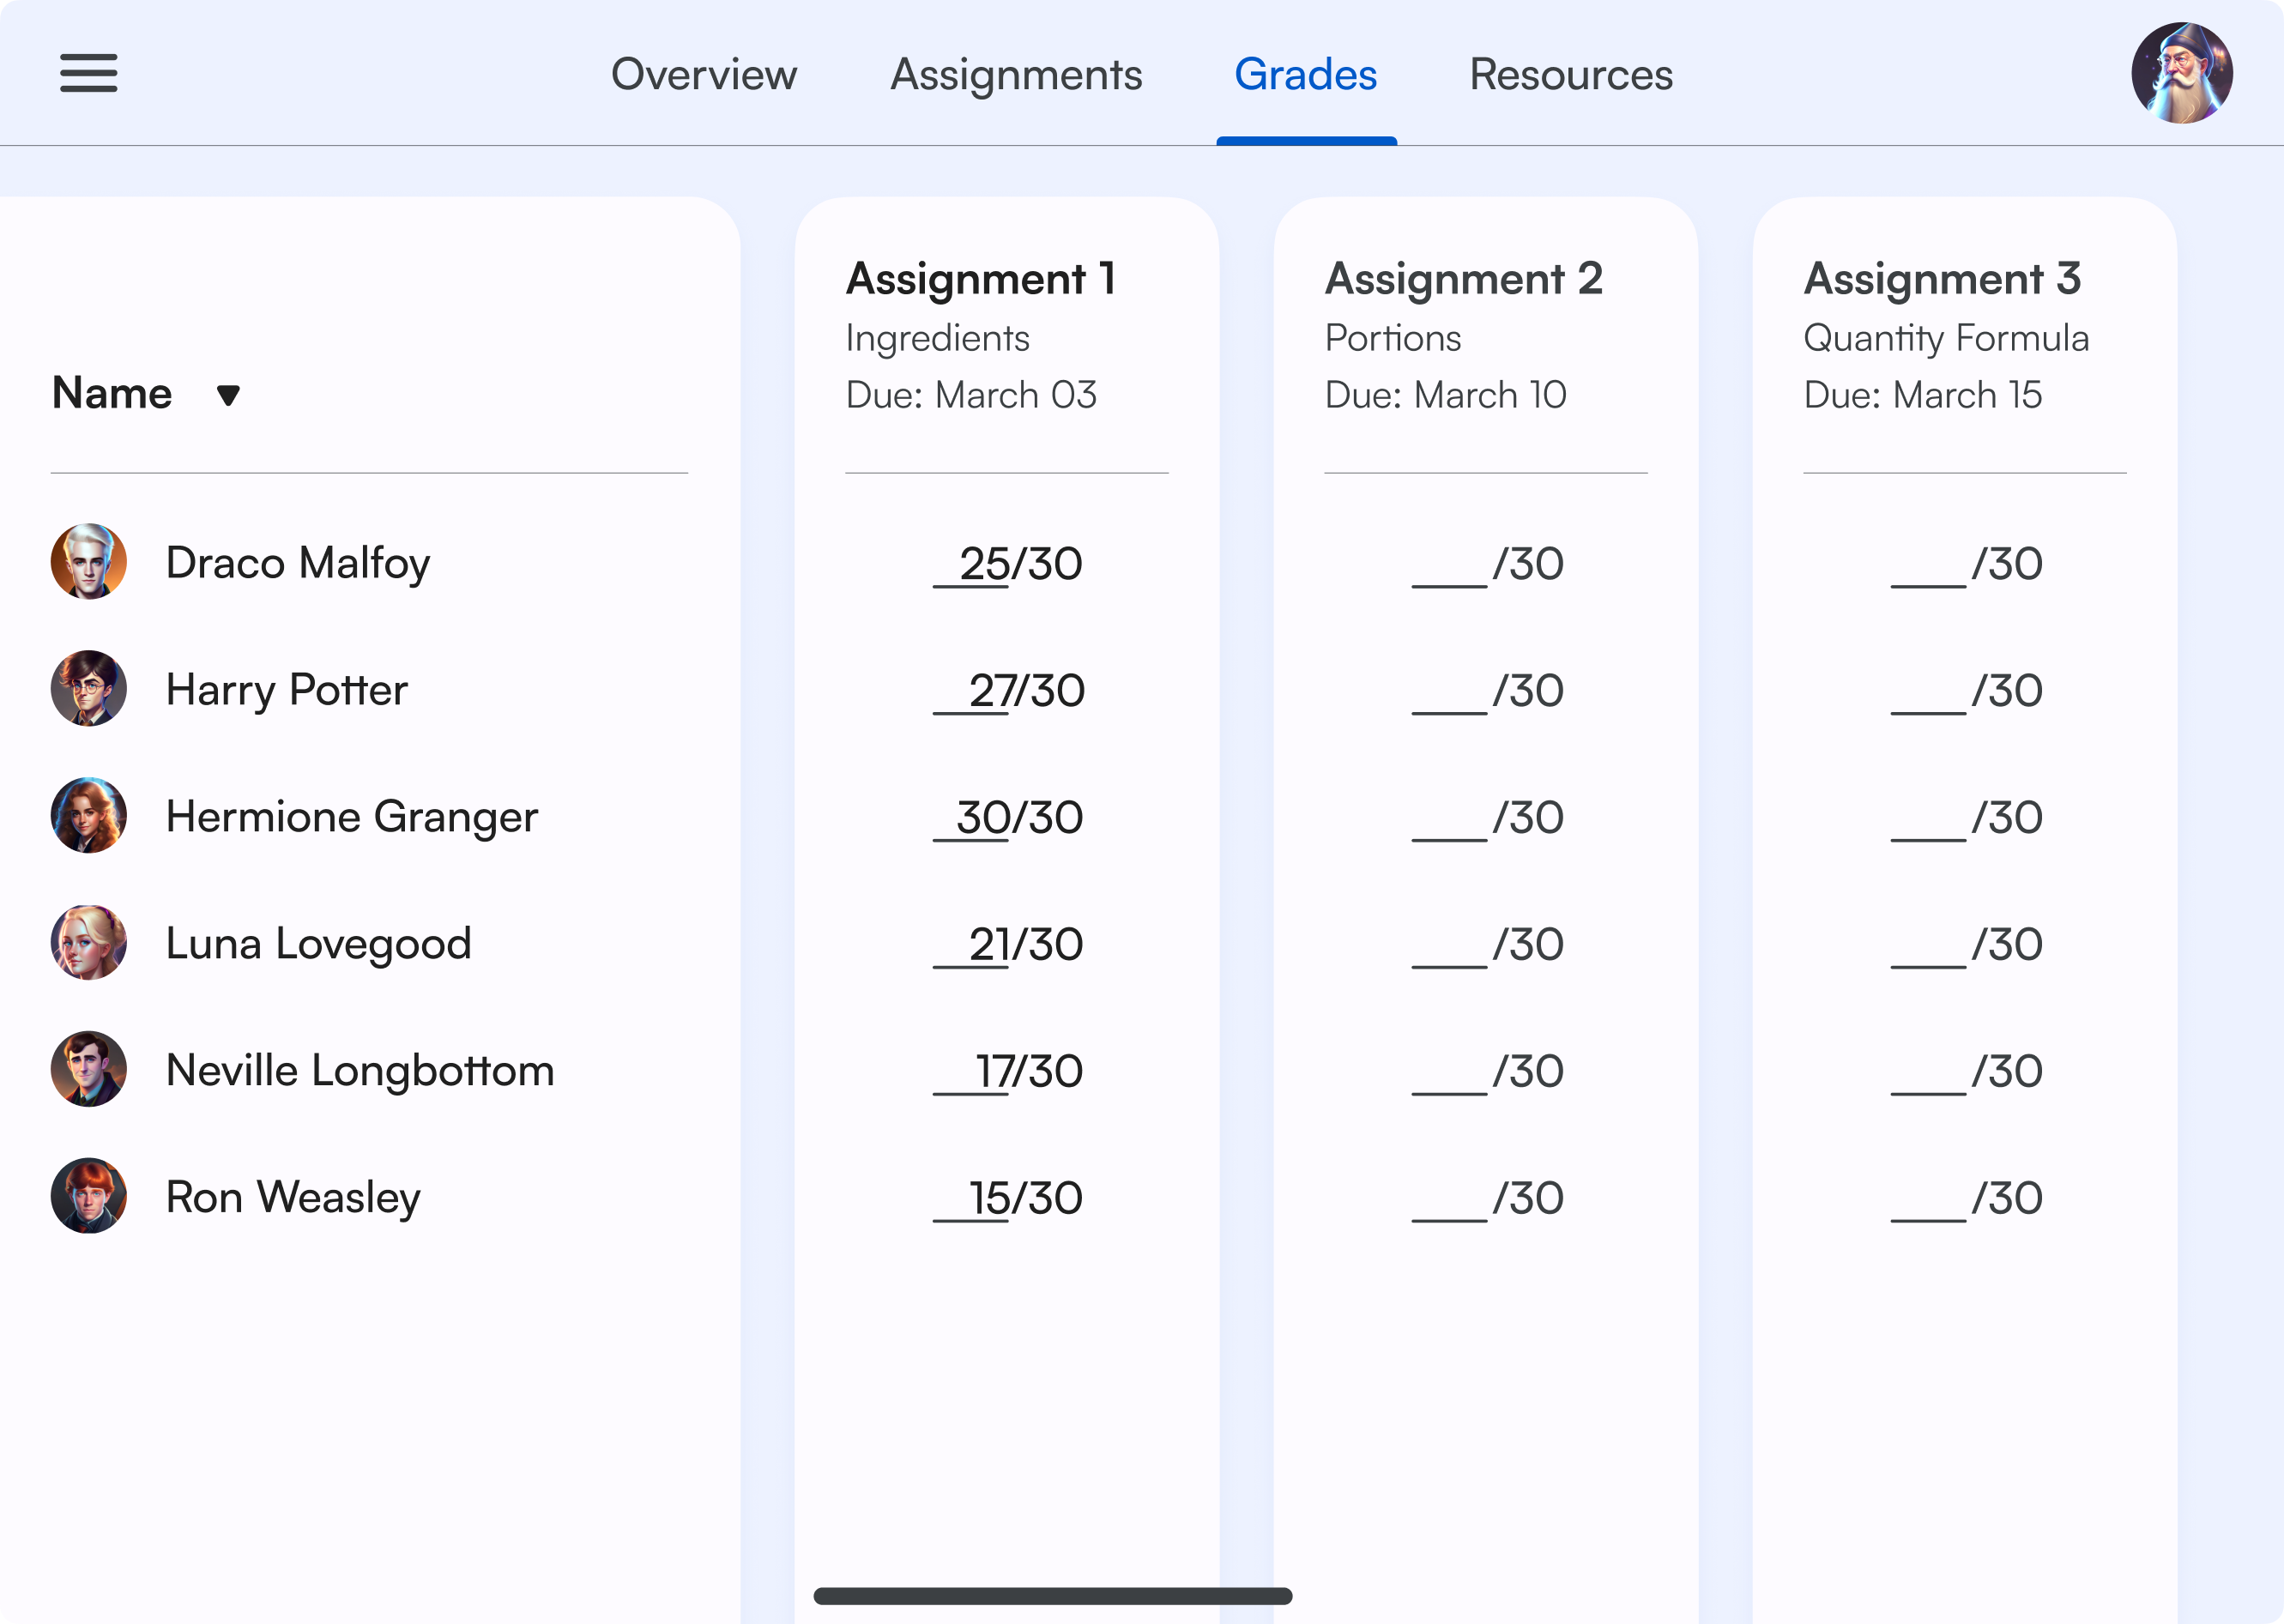 Overview Assignments Grades Resources
Name
Assignment 1
Ingredients
Due: March 03
Assignment 2
Portions
Due: March 10
Assignment 3
Quantity Formula
Due: March 15
Draco Malfoy 25/30 ___/30 ___/30
Harry Potter 27/30 ___/30 ___/30
Hermione Granger 30/30 ___/30 ___/30
Luna Lovegood 21/30 ___/30 ___/30
Neville Longbottom 17/30 ___/30 ___/30
Ron Weasley 15/30 ___/30 ___/30